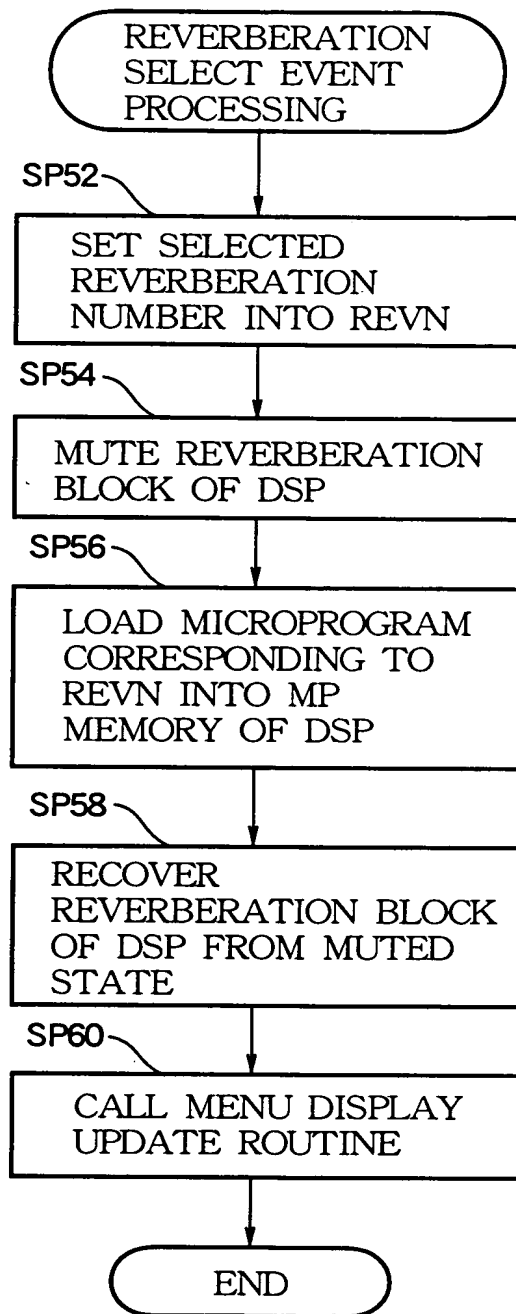 REVERBERATION
SELECT EVENT
PROCESSING
SP52
SET SELECTED
REVERBERATION
NUMBER INTO REVN
SP54
MUTE REVERBERATION
BLOCK OF DSP
SP56
LOAD MICROPROGRAM
CORRESPONDING TO
REVN INTO MP
MEMORY OF DSP
SP58
RECOVER
REVERBERATION BLOCK
OF DSP FROM MUTED
STATE
SP60
CALL MENU DISPLAY
UPDATE ROUTINE
END